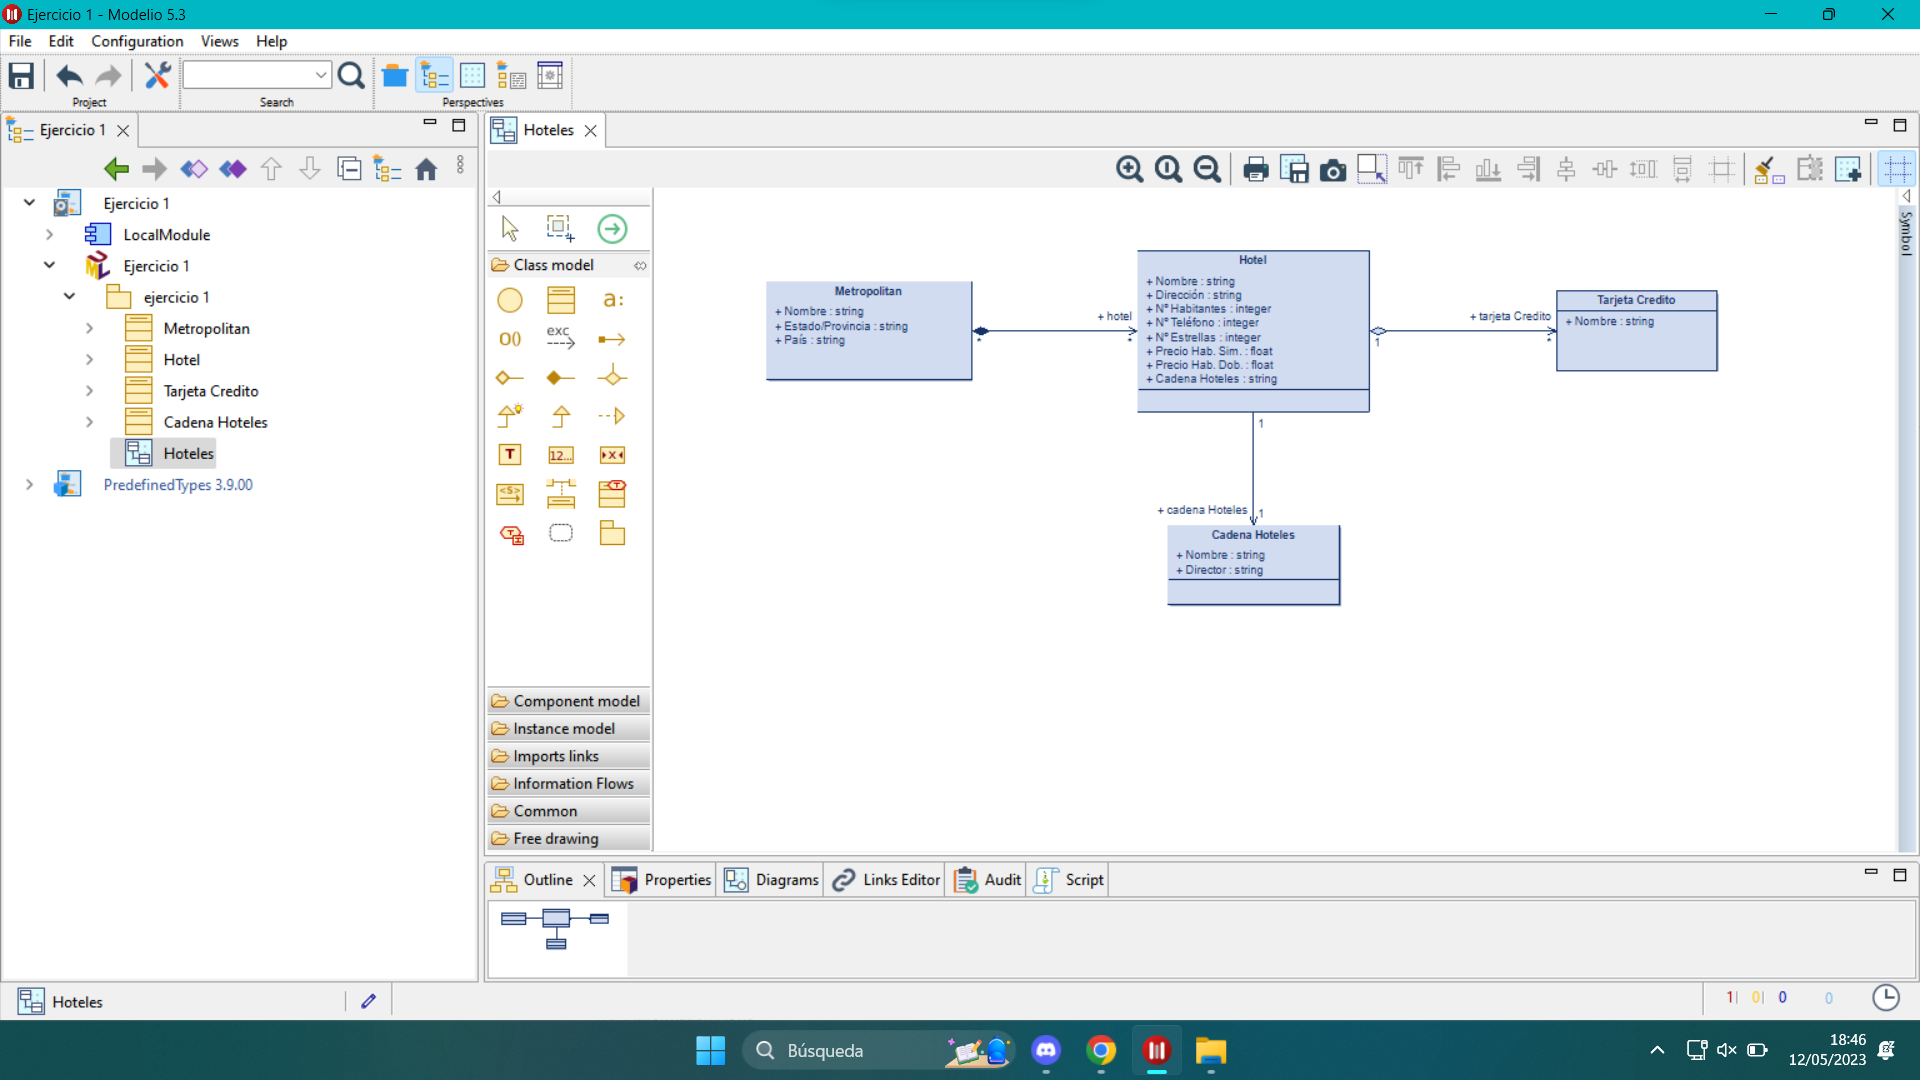 Ejercicio 1 - Modelio 5.3
File Edit Configuration Views Help
Project Search Perspectives
Ejercicio 1
Hoteles
Ejercicio 1
LocalModule
Ejercicio 1
ejercicio 1
Metropolitan
Hotel
Tarjeta Credito
Cadena Hoteles
Hoteles
PredefinedTypes 3.9.00
Class model
a:
O()
exc
T
12...
X
<S>
T
T
Component model
Instance model
Imports links
Information Flows
Common
Free drawing
Metropolitan
+ Nombre : string
+ Estado/Provincia : string
+ País : string
*
+ hotel
*
Hotel
+ Nombre : string
+ Dirección : string
+ Nº Habitantes : integer
+ Nº Teléfono : integer
+ Nº Estrellas : integer
+ Precio Hab. Sim. : float
+ Precio Hab. Dob. : float
+ Cadena Hoteles : string
1
+ tarjeta Credito
*
Tarjeta Credito
+ Nombre : string
1
+ cadena Hoteles
1
Cadena Hoteles
+ Nombre : string
+ Director : string
Symbol
Outline Properties Diagrams Links Editor Audit Script
Hoteles
1| 0| 0 0
Búsqueda
18:46
12/05/2023